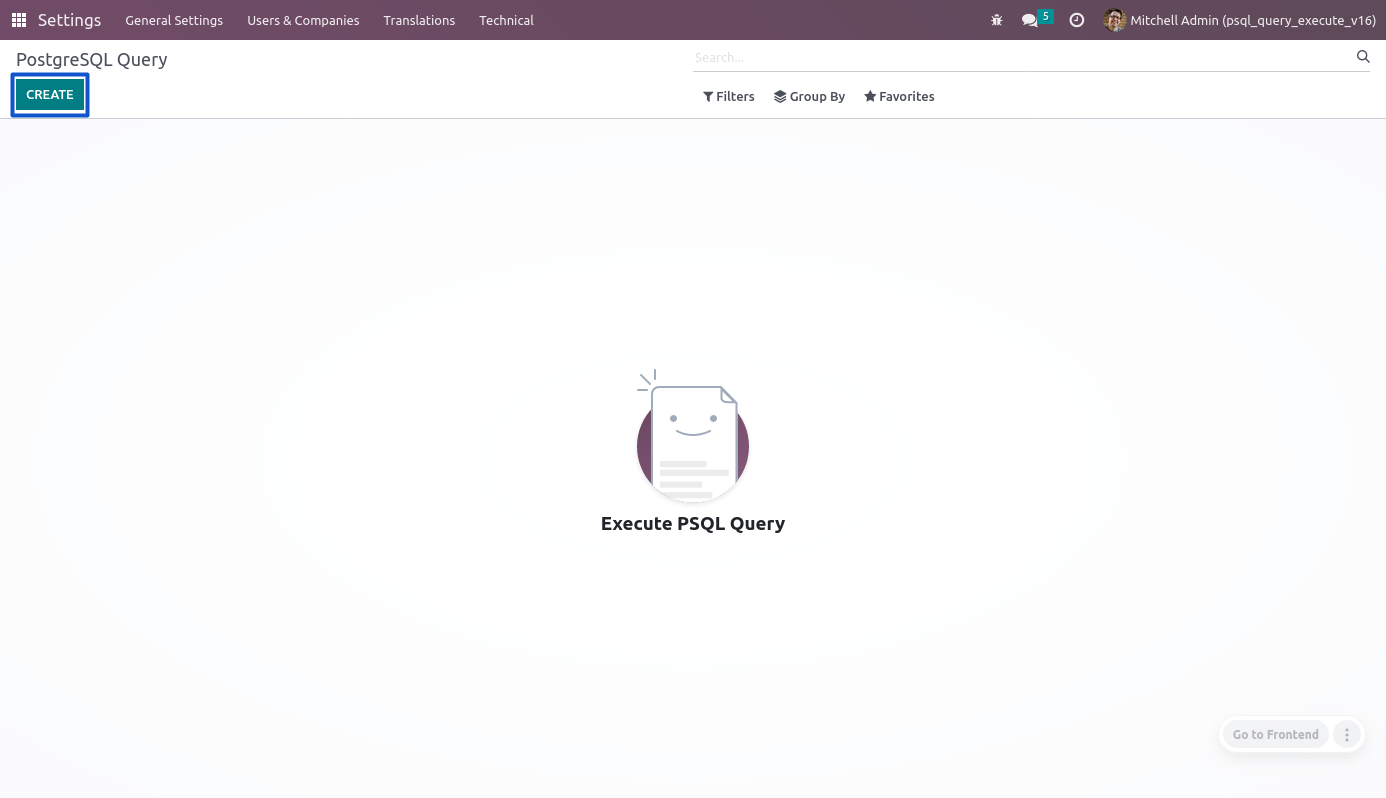 Settings General Settings Users & Companies Translations Technical 5 Mitchell Admin (psql_query_execute_v16)
PostgreSQL Query Search...
CREATE Filters Group By Favorites
Execute PSQL Query
Go to Frontend